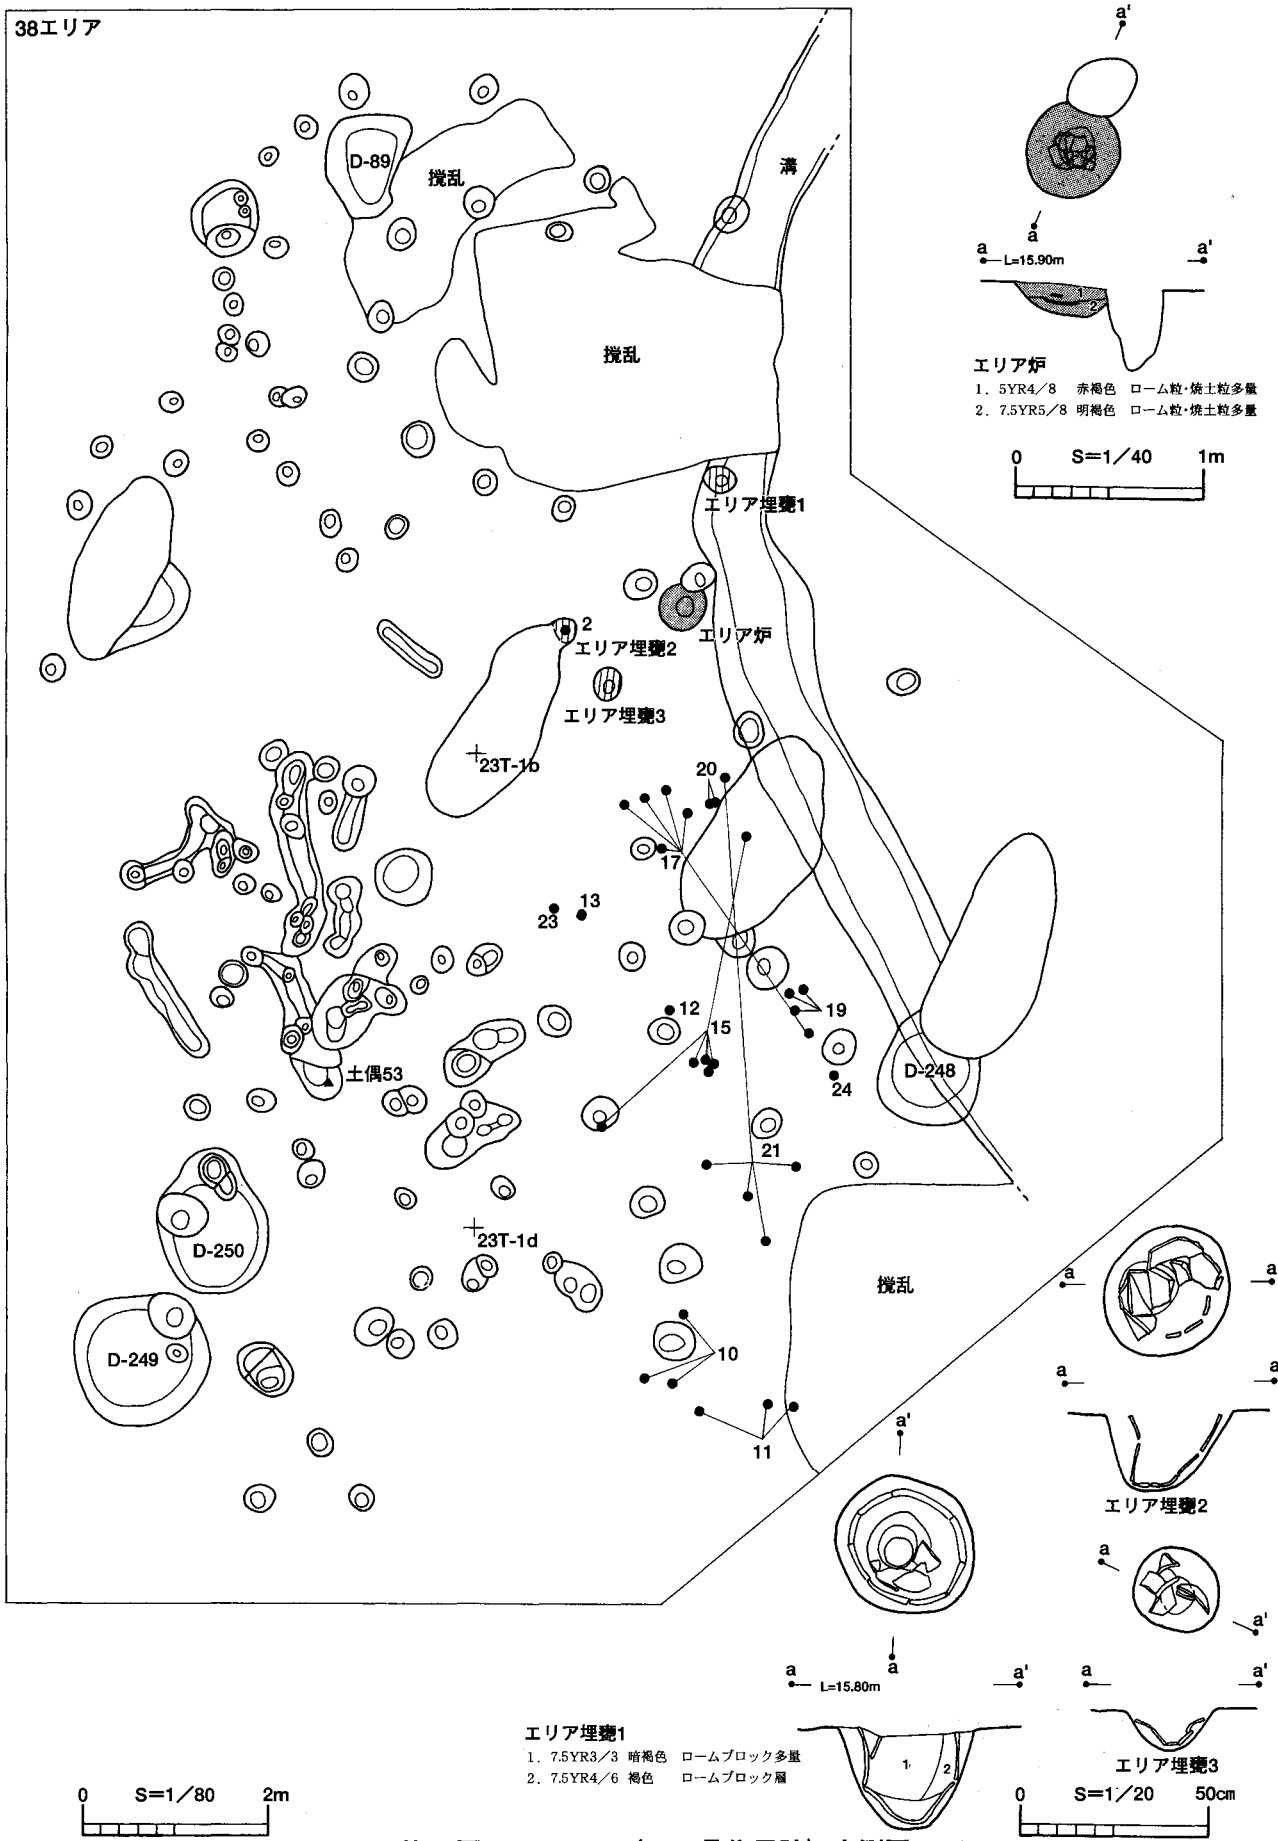 38エリア
D-89
撹乱
溝
撹乱
エリア埋甕1
エリア炉
2
エリア埋甕2
エリア埋甕3
23T-1b
20
17
23
13
12
15
19
24
D-248
土偶53
21
D-250
23T-1d
D-249
10
11
撹乱
a'
a
a
L=15.90m
a'
1
2
エリア炉
1. 5YR4/8 赤褐色 ローム粒・焼土粒多量
2. 7.5YR5/8 明褐色 ローム粒・焼土粒多量
0 S=1/40 1m
a
a
a
a
エリア埋甕2
a'
a
a
L=15.80m
a'
1
2
エリア埋甕1
1. 7.5YR3/3 暗褐色 ロームブロック多量
2. 7.5YR4/6 褐色 ロームブロック層
a
a'
a
a'
エリア埋甕3
0 S=1/80 2m
0 S=1/20 50cm